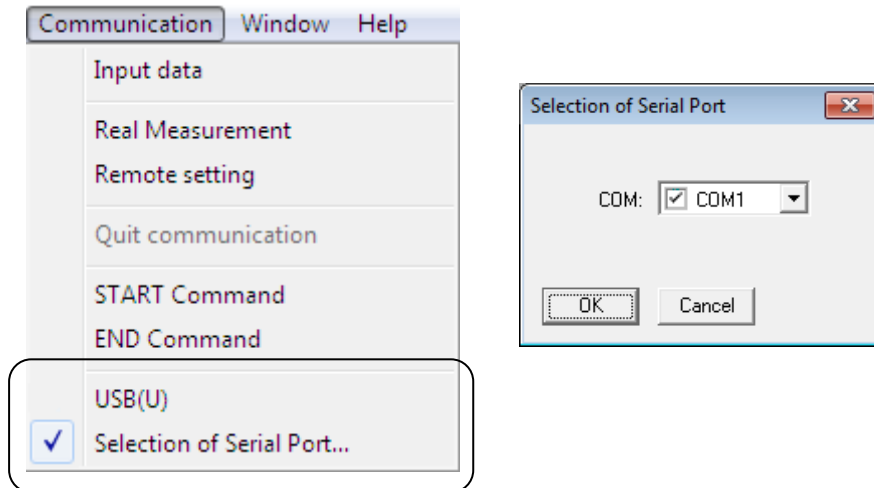 Communication Window Help
Input data
Real Measurement
Remote setting
Quit communication
START Command
END Command
USB(U)
Selection of Serial Port...
Selection of Serial Port
COM: COM1
OK Cancel